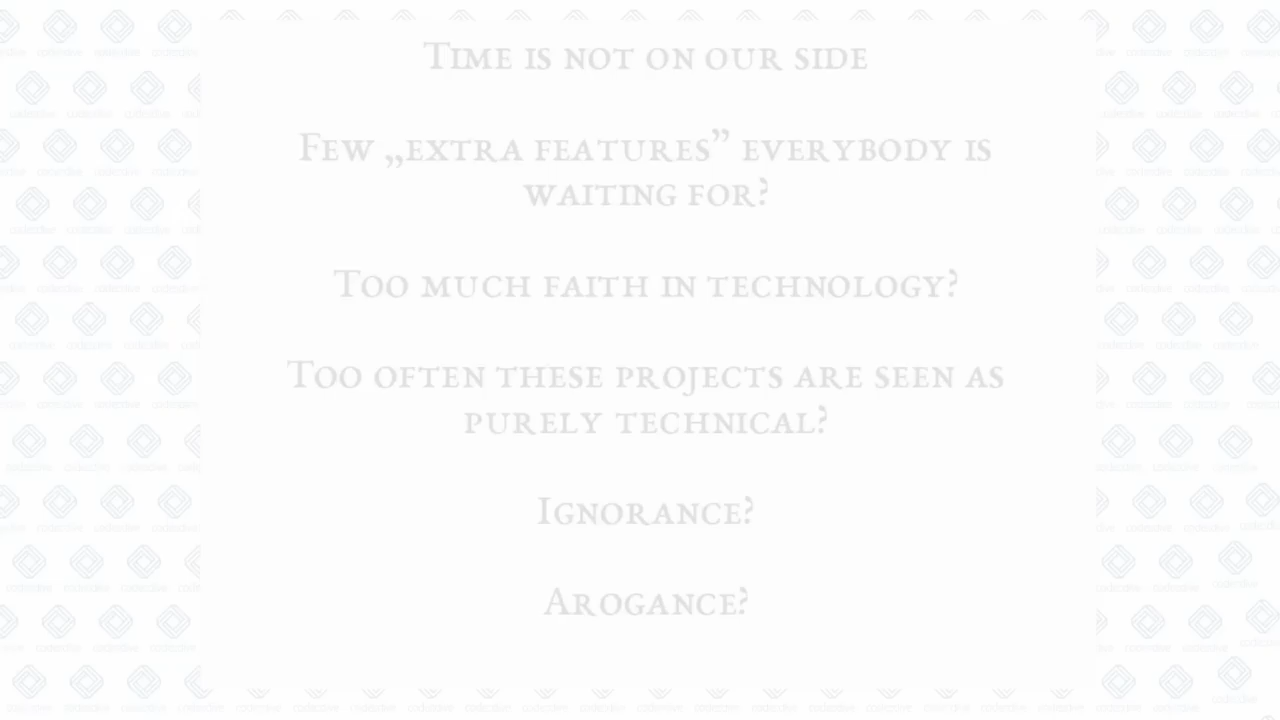 Time is not on our side
Few „extra features” everybody is
waiting for?
Too much faith in technology?
Too often these projects are seen as
purely technical?
Ignorance?
Arogance?